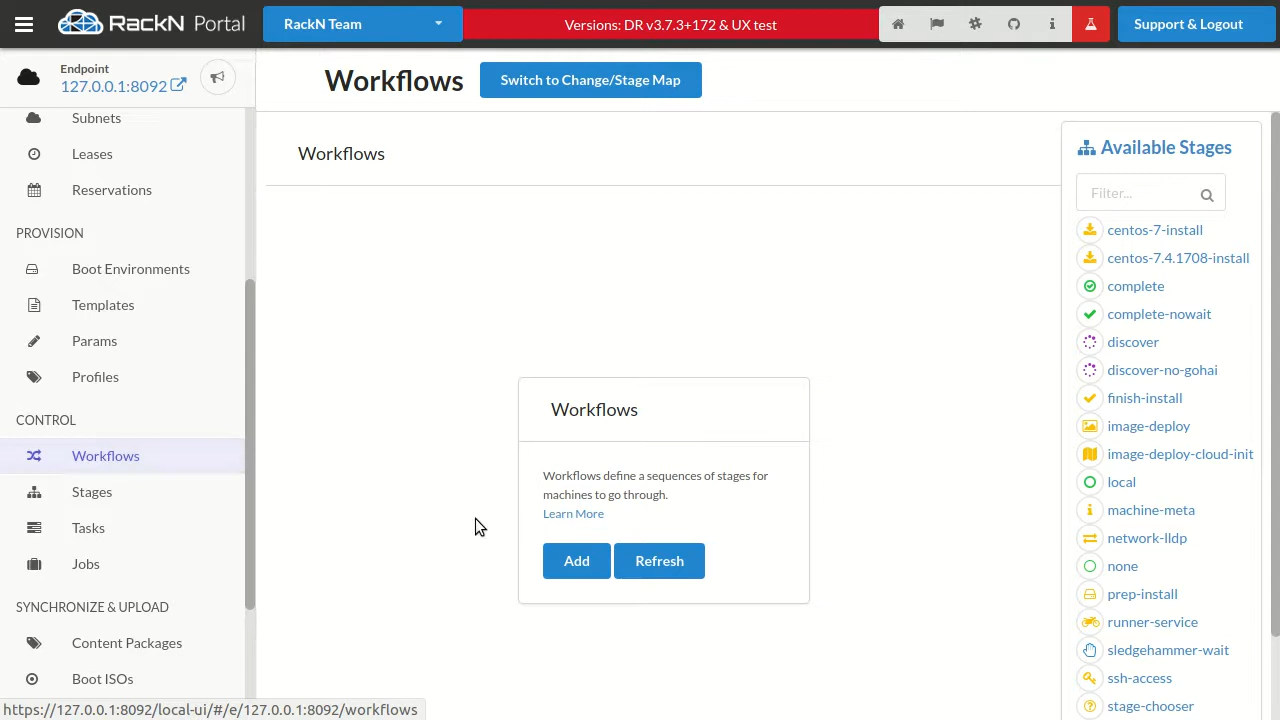 RackN Portal
RackN Team
Versions: DR v3.7.3+172 & UX test
Support & Logout
Endpoint
127.0.0.1:8092
Workflows
Switch to Change/Stage Map
Subnets
Leases
Reservations
PROVISION
Boot Environments
Templates
Params
Profiles
CONTROL
Workflows
Stages
Tasks
Jobs
SYNCHRONIZE & UPLOAD
Content Packages
Boot ISOs
https://127.0.0.1:8092/local-ui/#/e/127.0.0.1:8092/workflows
Workflows
Workflows
Workflows define a sequences of stages for
machines to go through.
Learn More
Add
Refresh
Available Stages
Filter...
centos-7-install
centos-7.4.1708-install
complete
complete-nowait
discover
discover-no-gohai
finish-install
image-deploy
image-deploy-cloud-init
local
machine-meta
network-lldp
none
prep-install
runner-service
sledgehammer-wait
ssh-access
stage-chooser